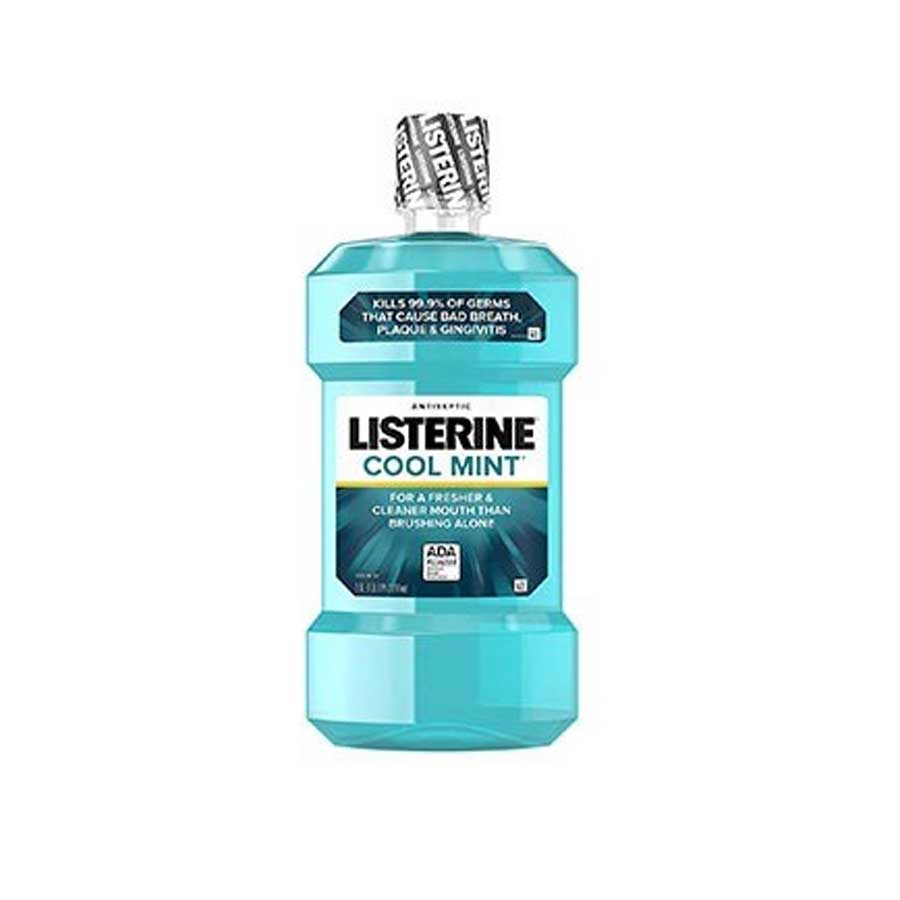 LISTERINE
KILLS 99.9% OF GERMS
THAT CAUSE BAD BREATH,
PLAQUE & GINGIVITIS
ANTISEPTIC
LISTERINE
COOL MINT
FOR A FRESHER &
CLEANER MOUTH THAN
BRUSHING ALONE
ADA